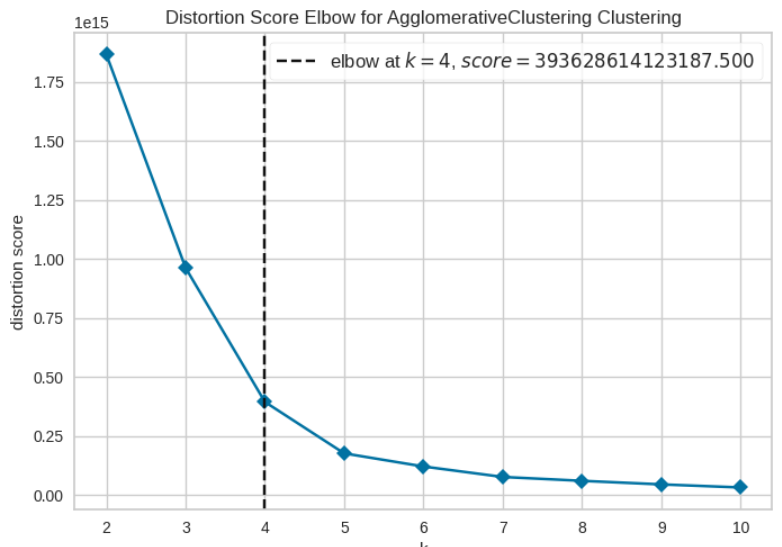 Distortion Score Elbow for AgglomerativeClustering Clustering
1e15
elbow at k = 4, score = 393628614123187.500
1.75
1.50
1.25
1.00
0.75
0.50
0.25
0.00
distortion score
2 3 4 5 6 7 8 9 10